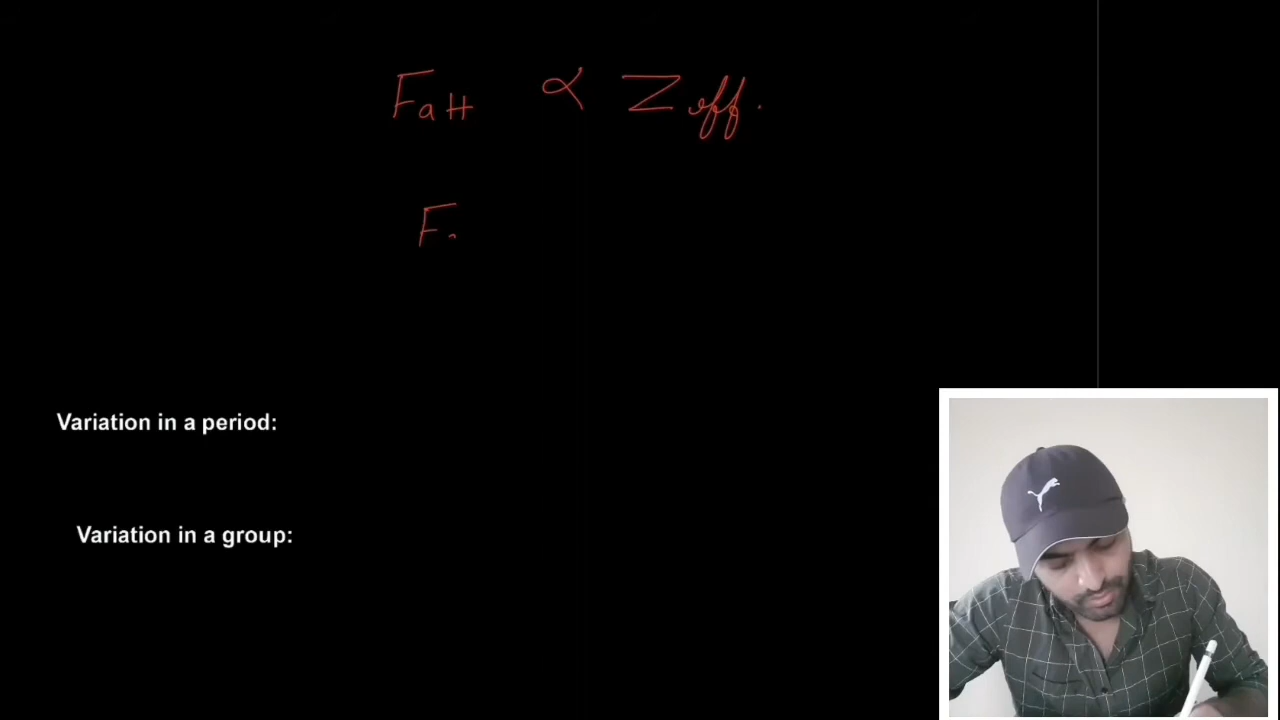 Fatt ∝ Zeff.
F
Variation in a period:
Variation in a group: